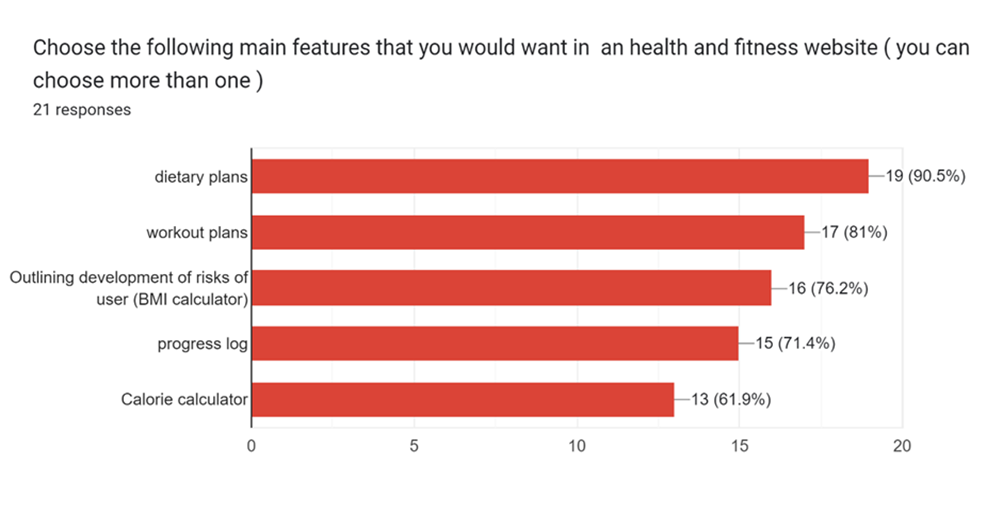 Choose the following main features that you would want in  an health and fitness website ( you can
choose more than one )
21 responses
dietary plans
19 (90.5%)
workout plans
17 (81%)
Outlining development of risks of
user (BMI calculator)
16 (76.2%)
progress log
15 (71.4%)
Calorie calculator
13 (61.9%)
0 5 10 15 20